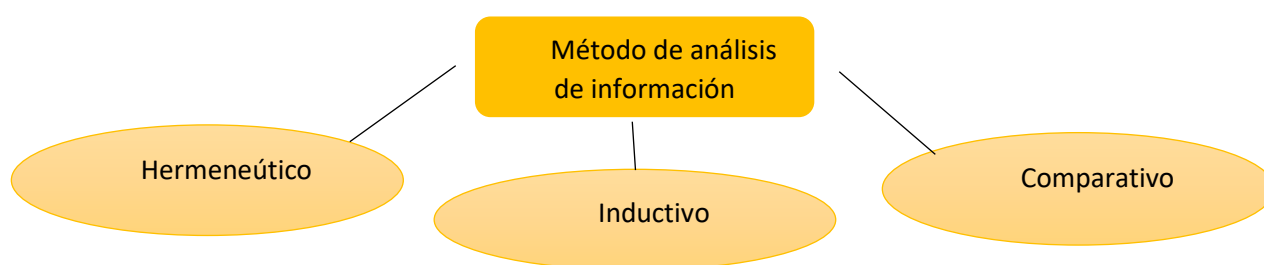 Método de análisis
de información
Hermeneútico
Inductivo
Comparativo